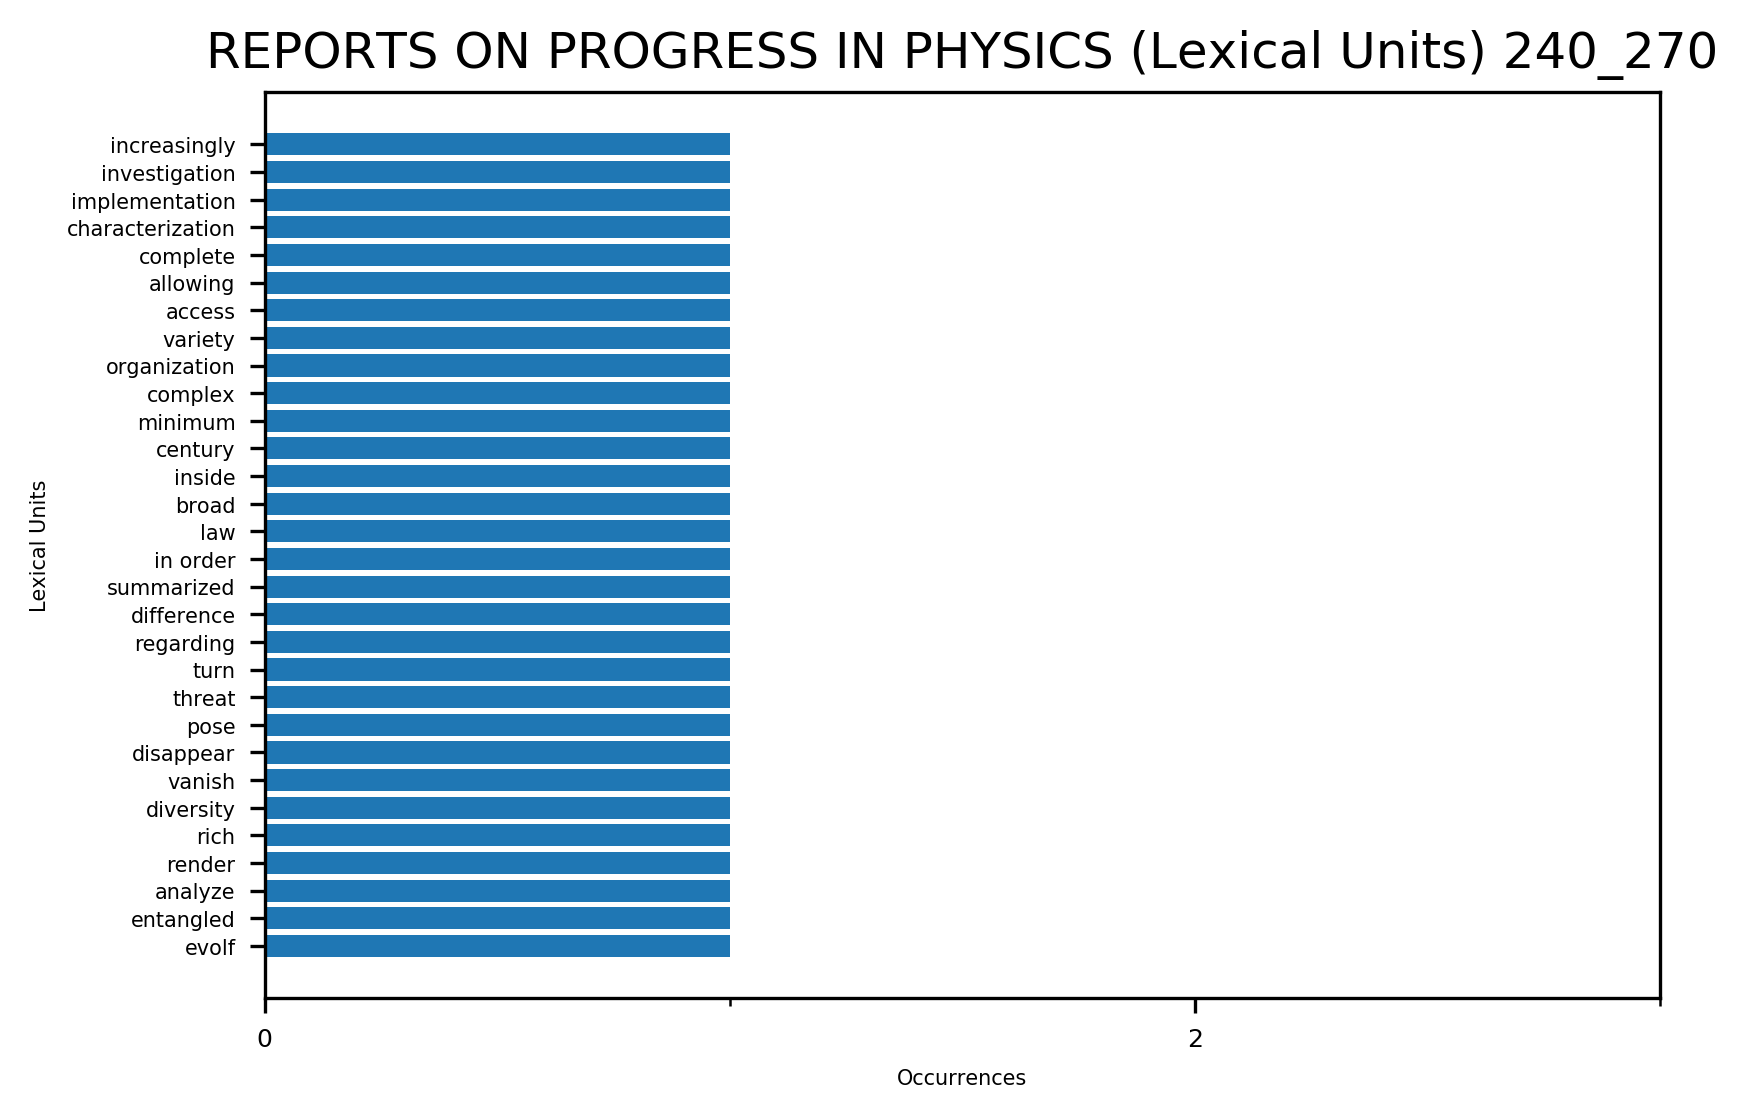 REPORTS ON PROGRESS IN PHYSICS (Lexical Units) 240_270
increasingly
investigation
implementation
characterization
complete
allowing
access
variety
organization
complex
minimum
century
inside
broad
law
in order
summarized
difference
regarding
turn
threat
pose
disappear
vanish
diversity
rich
render
analyze
entangled
evolf
Lexical Units
0 2
Occurrences